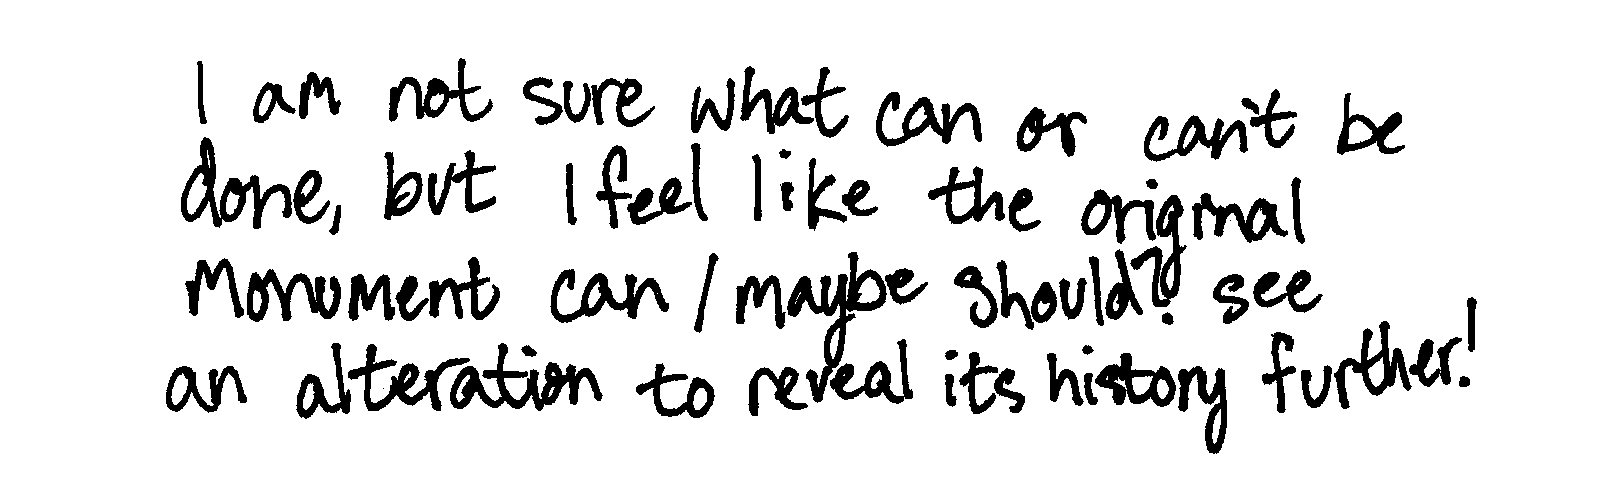 I am not sure what can or can't be
done, but I feel like the original
Monument can / maybe should? see
an alteration to reveal its history further!